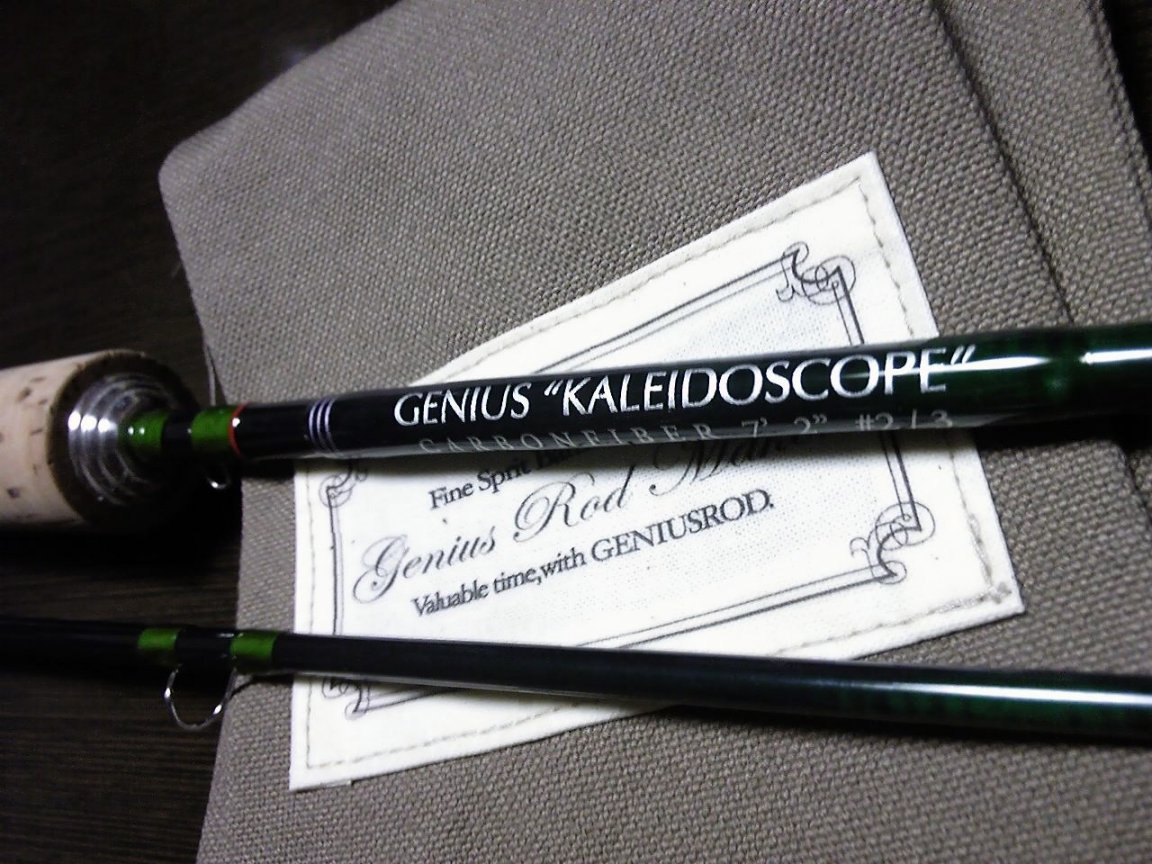 GENIUS “KALEIDOSCOPE“
CARBONFIBER 7' 2” #2 / 3
Fine Sprit
Genius Rod
Valuable time,with GENIUSROD.